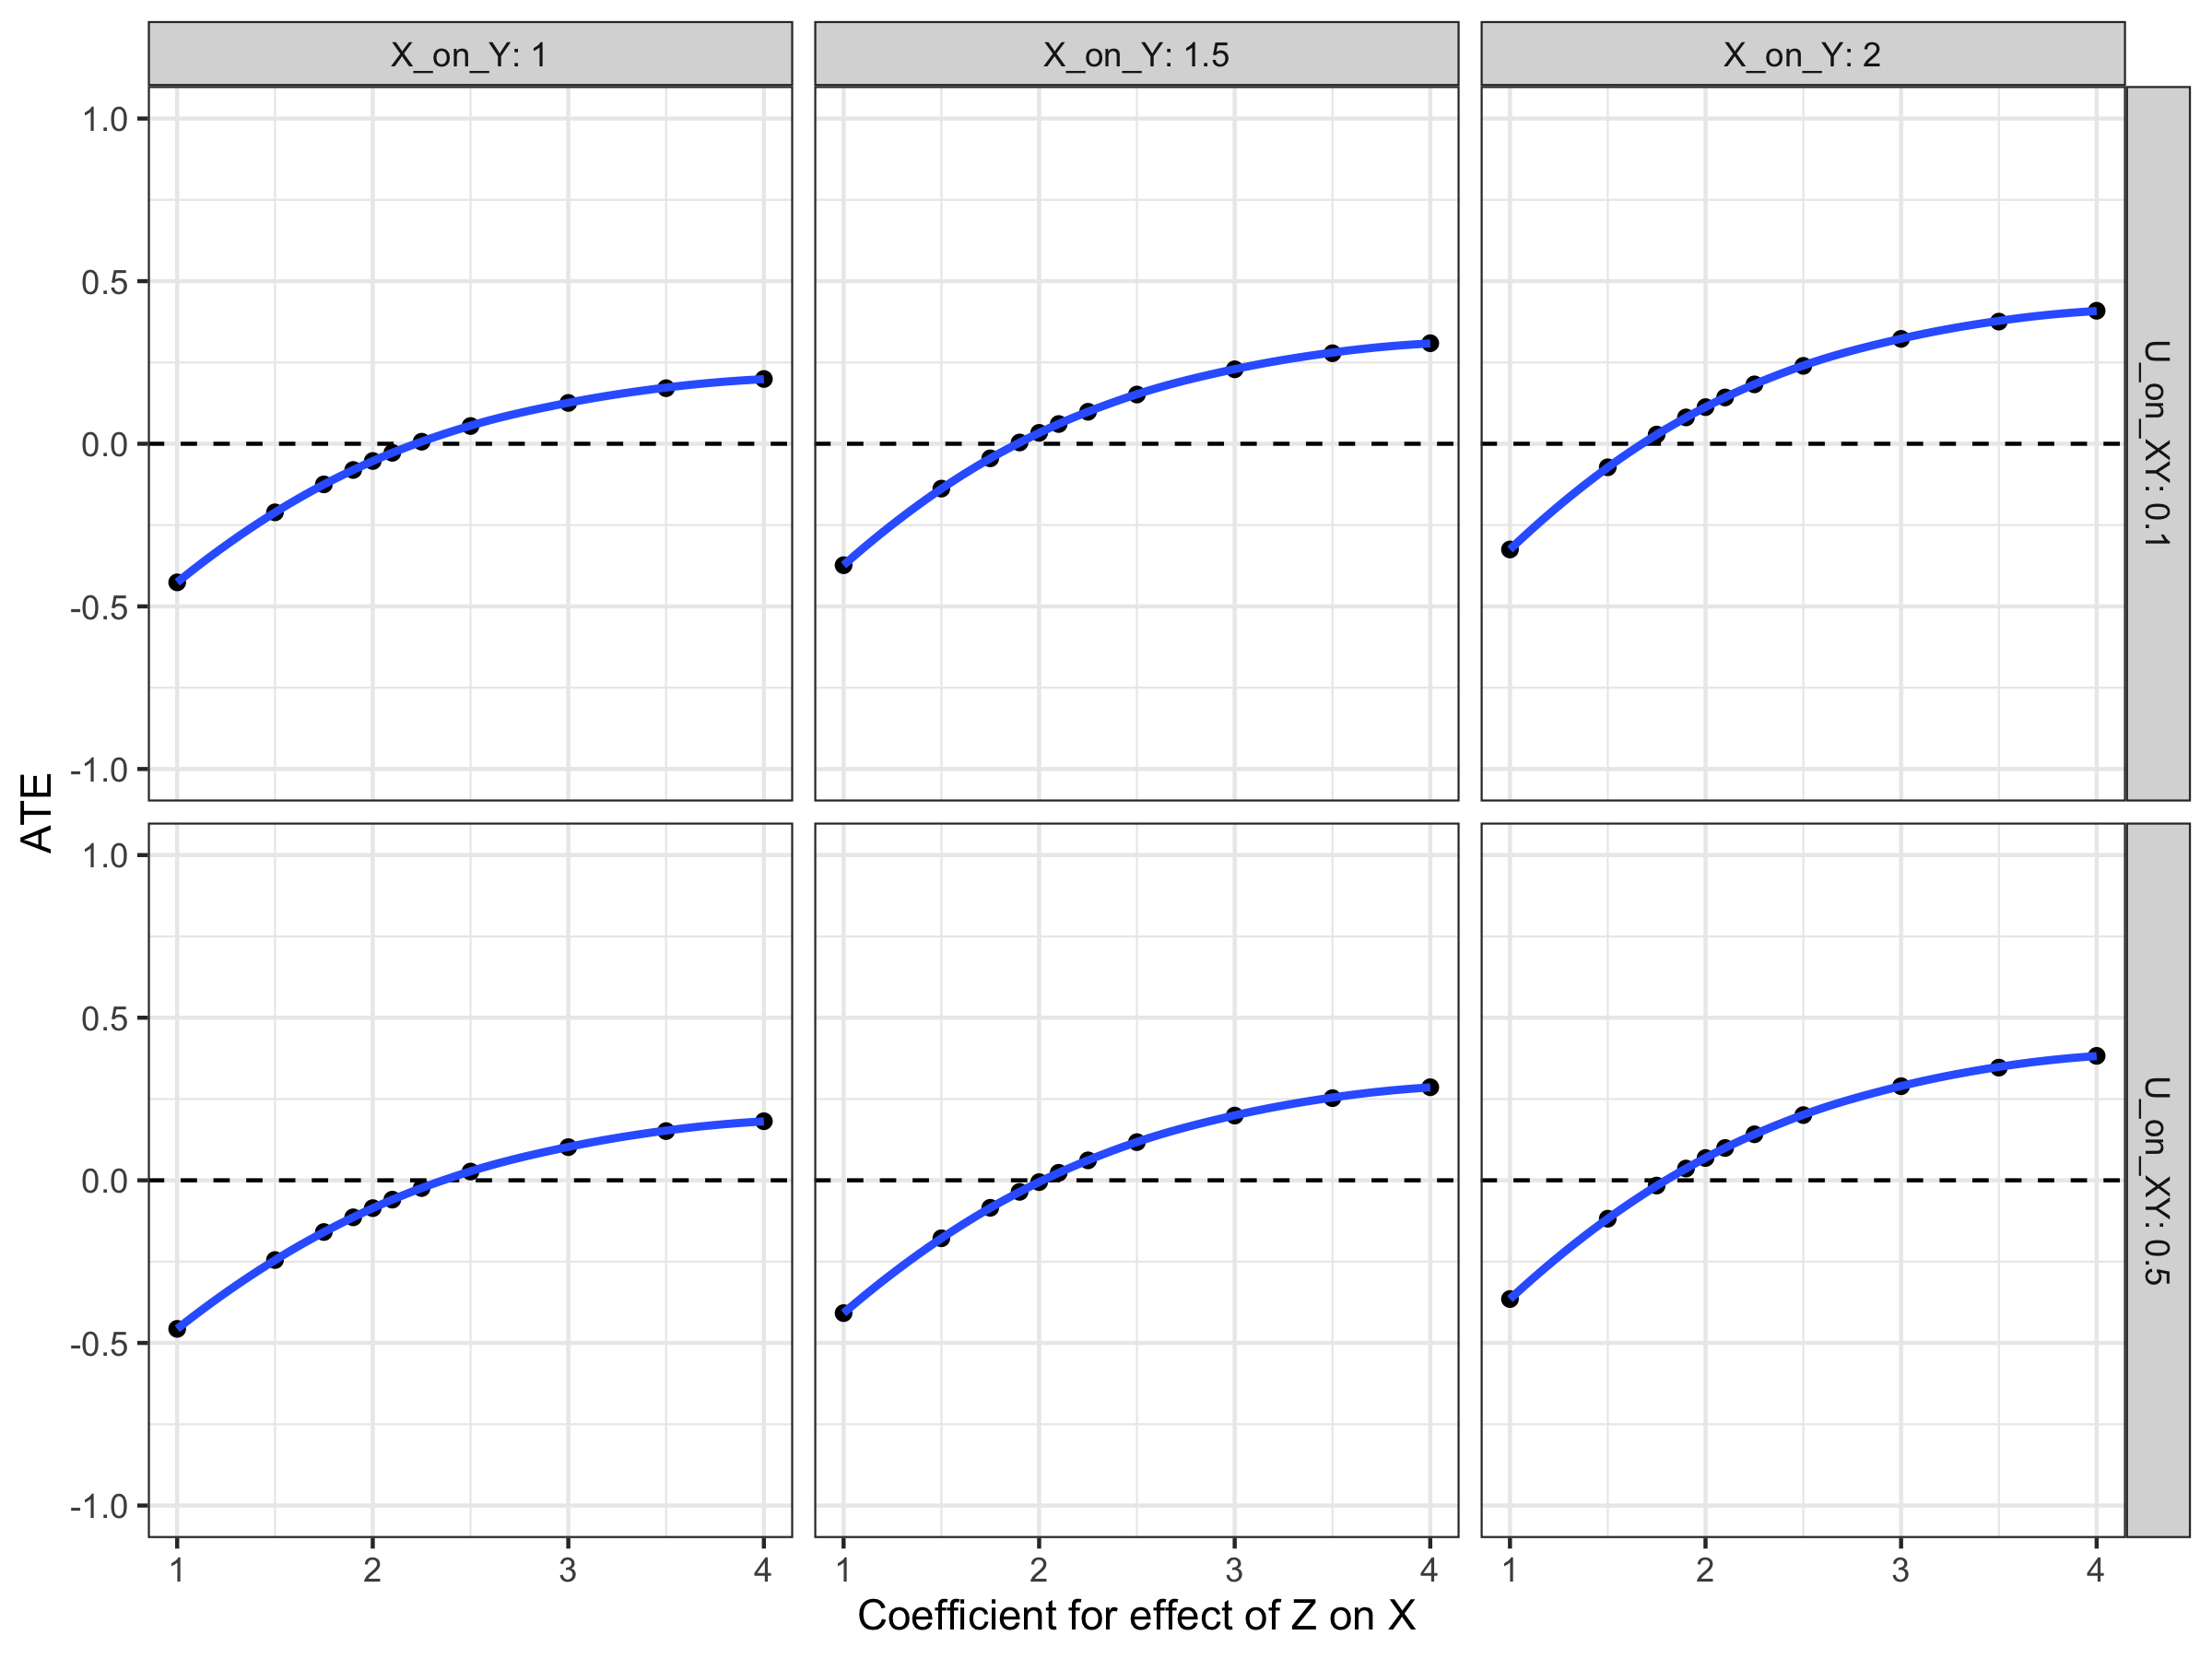 X_on_Y: 1
X_on_Y: 1.5
X_on_Y: 2
1.0
0.5
0.0
-0.5
-1.0
U_on_XY: 0.1
ATE
1.0
0.5
0.0
-0.5
-1.0
U_on_XY: 0.5
1 2 3 4
1 2 3 4
1 2 3 4
Coefficient for effect of Z on X